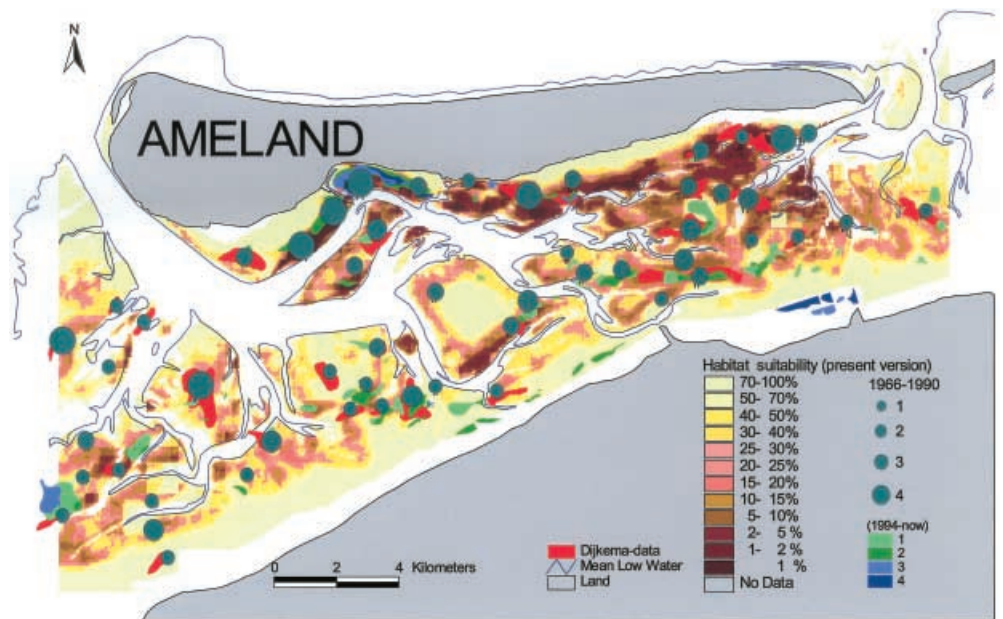 N
AMELAND
Habitat suitability (present version)
70-100%
50- 70%
40- 50%
30- 40%
25- 30%
20- 25%
15- 20%
10- 15%
5- 10%
2- 5 %
1- 2 %
1 %
No Data
1966-1990
1
2
3
4
(1994-now)
1
2
3
4
Dijkema-data
Mean Low Water
Land
0 2 4 Kilometers